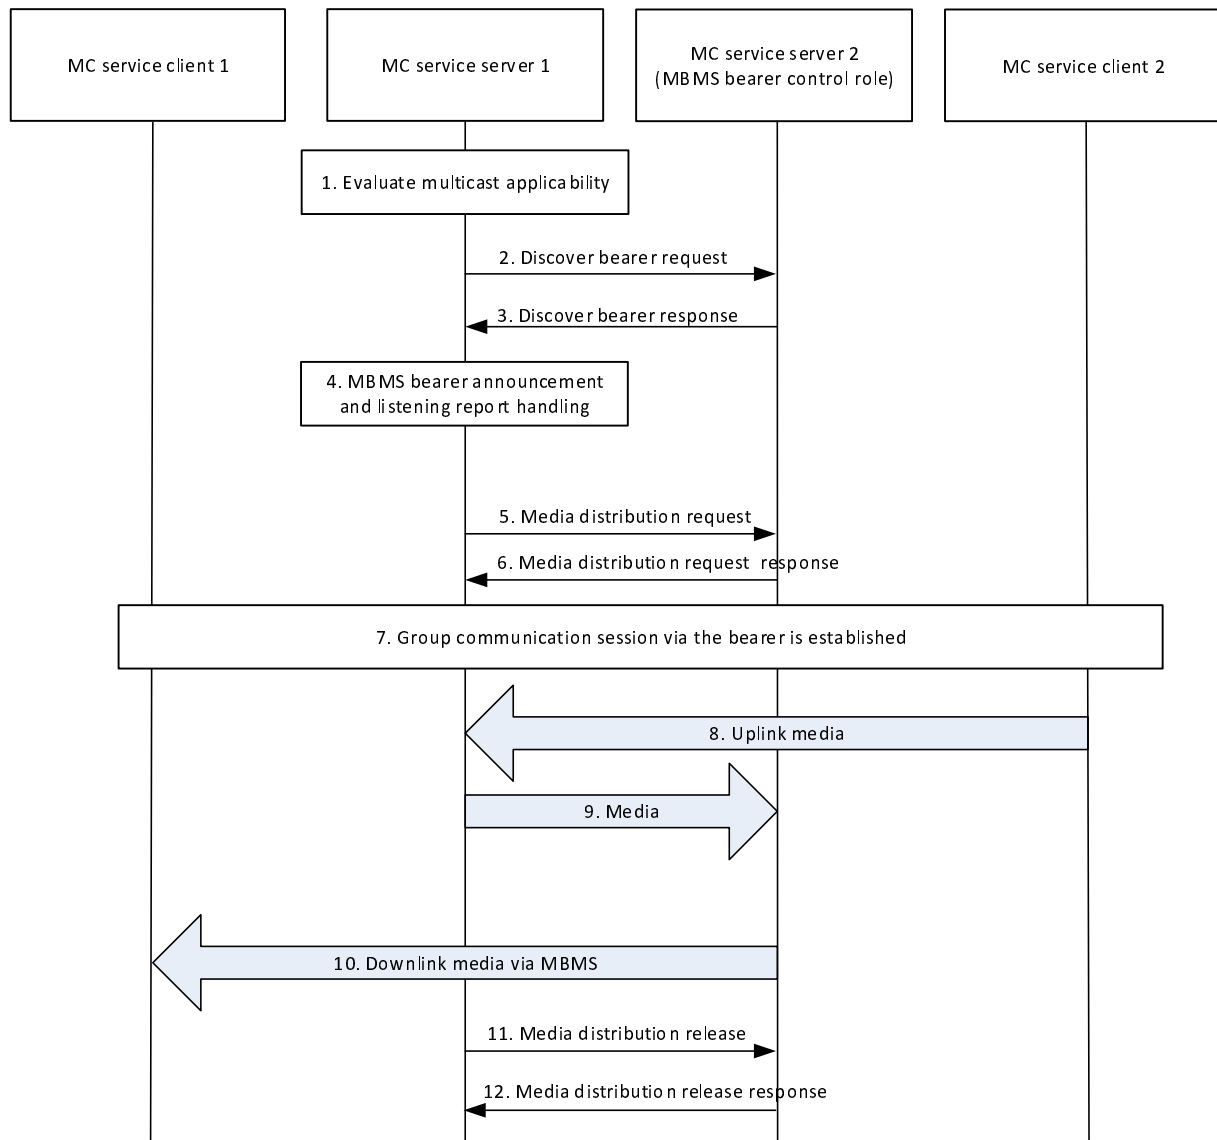 MC service client 1
MC service server 1
MC service server 2
(MBMS bearer control role)
MC service client 2
1. Evaluate multicast applicability
2. Discover bearer request
3. Discover bearer response
4. MBMS bearer announcement
and listening report handling
5. Media distribution request
6. Media distribution request response
7. Group communication session via the bearer is established
8. Uplink media
9. Media
10. Downlink media via MBMS
11. Media distribution release
12. Media distribution release response